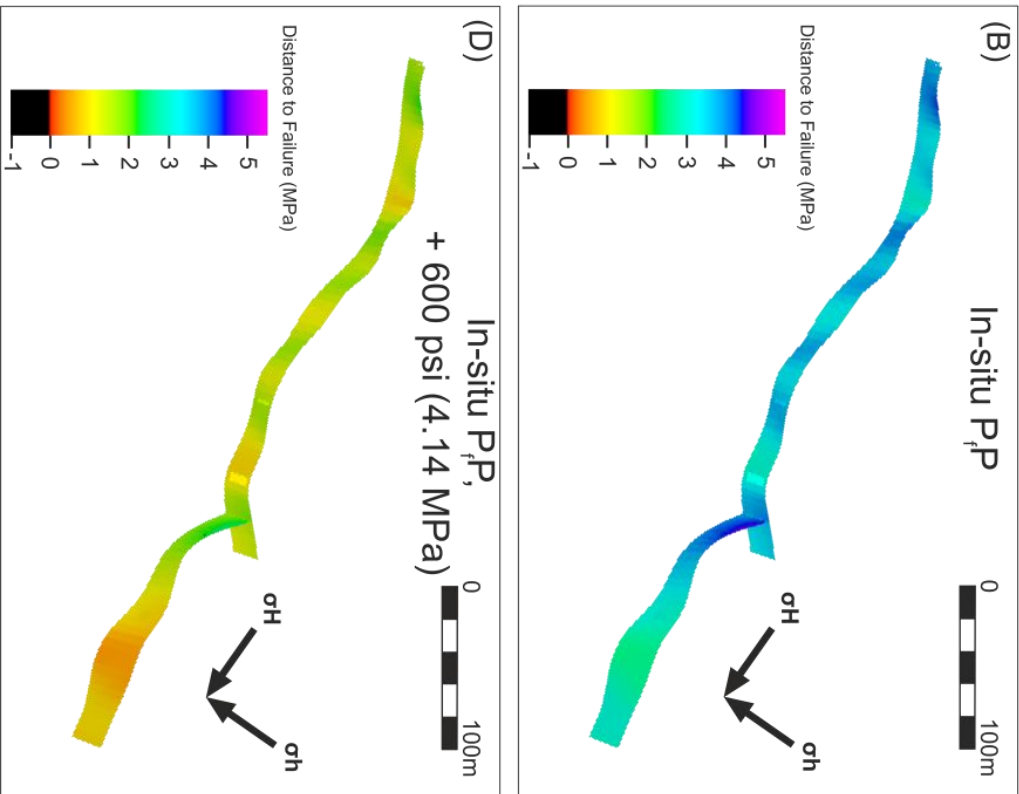 (B)
In-situ PfP
0 100m
Distance to Failure (MPa)
-1 0 1 2 3 4 5
σH
σh
(D)
In-situ PfP,
+ 600 psi (4.14 MPa)
0 100m
Distance to Failure (MPa)
-1 0 1 2 3 4 5
σH
σh